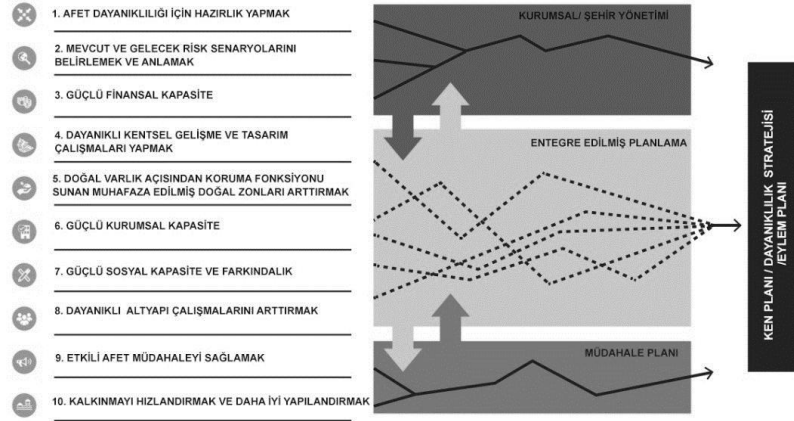 1. AFET DAYANIKLILIĞI İÇİN HAZIRLIK YAPMAK
2. MEVCUT VE GELECEK RİSK SENARYOLARINI
BELİRLEMEK VE ANLAMAK
3. GÜÇLÜ FİNANSAL KAPASİTE
4. DAYANIKLI KENTSEL GELİŞME VE TASARIM
ÇALIŞMALARI YAPMAK
5. DOĞAL VARLIK AÇISINDAN KORUMA FONKSİYONU
SUNAN MUHAFAZA EDİLMİŞ DOĞAL ZONLARI ARTTIRMAK
6. GÜÇLÜ KURUMSAL KAPASİTE
7. GÜÇLÜ SOSYAL KAPASİTE VE FARKINDALIK
8. DAYANIKLI ALTYAPI ÇALIŞMALARINI ARTTIRMAK
9. ETKİLİ AFET MÜDAHALEYİ SAĞLAMAK
10. KALKINMAYI HIZLANDIRMAK VE DAHA İYİ YAPILANDIRMAK
KURUMSAL/ ŞEHİR YÖNETİMİ
ENTEGRE EDİLMİŞ PLANLAMA
MÜDAHALE PLANI
KEN PLANI / DAYANIKLILIK STRATEJİSİ
/EYLEM PLANI